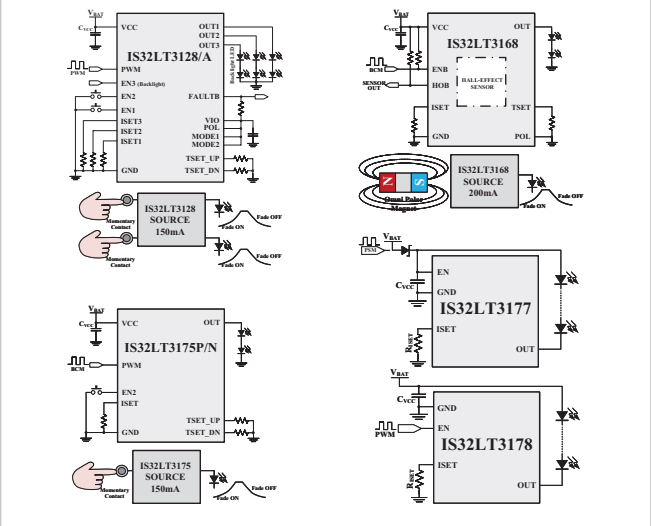 VBAT
CVCC
VCC
OUT1
OUT2
OUT3
IS32LT3128/A
Backlight LED
PWM
PWM
EN3 (Backlight)
EN2
FAULTB
EN1
ISET3
VIO
ISET2
POL
ISET1
MODE1
MODE2
TSET_UP
GND
TSET_DN
Momentary
Contact
IS32LT3128
SOURCE
150mA
Fade ON
Fade OFF
Momentary
Contact
Fade ON
Fade OFF
VBAT
CVCC
VCC
OUT
IS32LT3168
BCM
ENB
SENSOR
OUT
HOB
HALL-EFFECT
SENSOR
ISET
TSET
GND
POL
N
S
Omni Polar
Magnet
IS32LT3168
SOURCE
200mA
Fade ON
Fade OFF
VBAT
CVCC
VCC
OUT
IS32LT3175P/N
BCM
PWM
EN2
ISET
TSET_UP
GND
TSET_DN
Momentary
Contact
IS32LT3175
SOURCE
150mA
Fade ON
Fade OFF
VBAT
PSM
EN
CVCC
GND
IS32LT3177
ISET
RISET
OUT
VBAT
CVCC
GND
PWM
EN
IS32LT3178
ISET
RISET
OUT